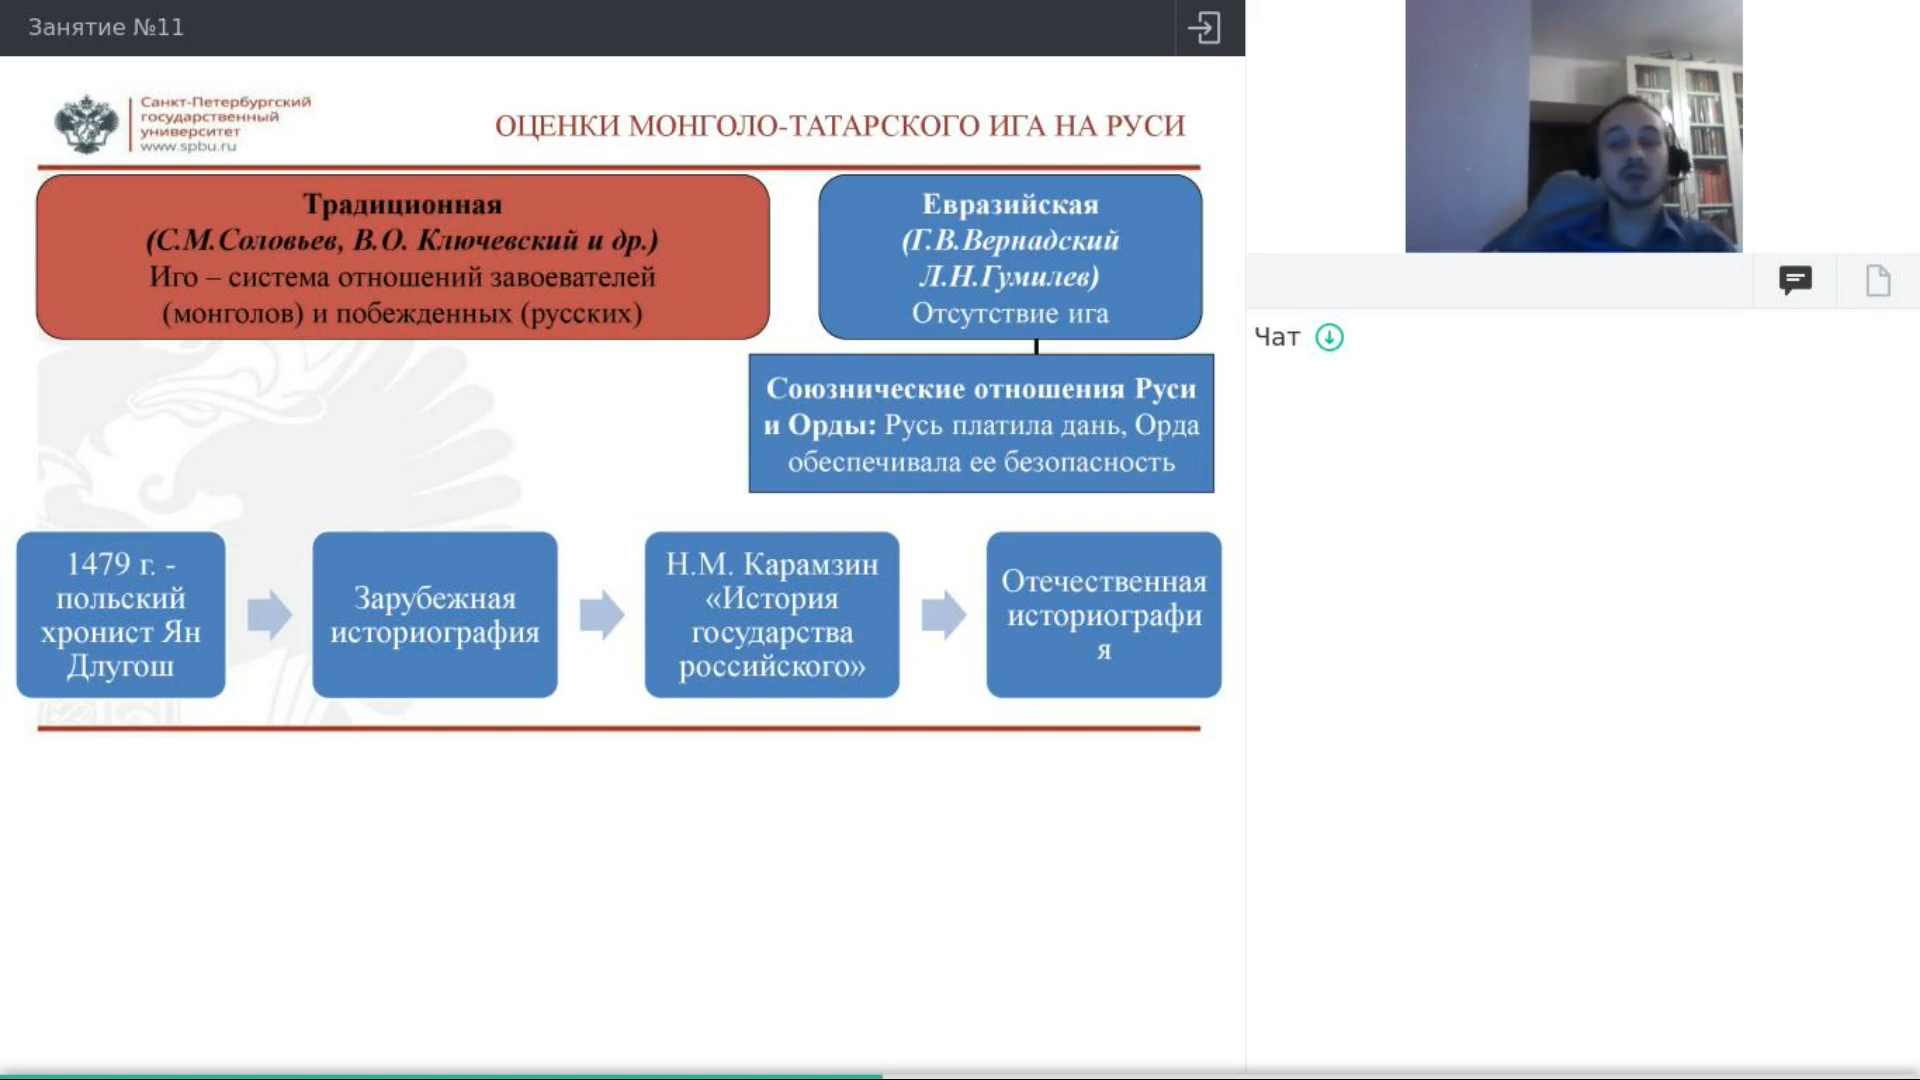 Занятие №11
Санкт-Петербургский
государственный
университет
www.spbu.ru
ОЦЕНКИ МОНГОЛО-ТАТАРСКОГО ИГА НА РУСИ
Традиционная
(С.М.Соловьев, В.О. Ключевский и др.)
Иго – система отношений завоевателей
(монголов) и побежденных (русских)
Евразийская
(Г.В.Вернадский
Л.Н.Гумилев)
Отсутствие ига
Союзнические отношения Руси
и Орды: Русь платила дань, Орда
обеспечивала ее безопасность
1479 г. -
польский
хронист Ян
Длугош
Зарубежная
историография
Н.М. Карамзин
«История
государства
российского»
Отечественная
историографи
я
Чат